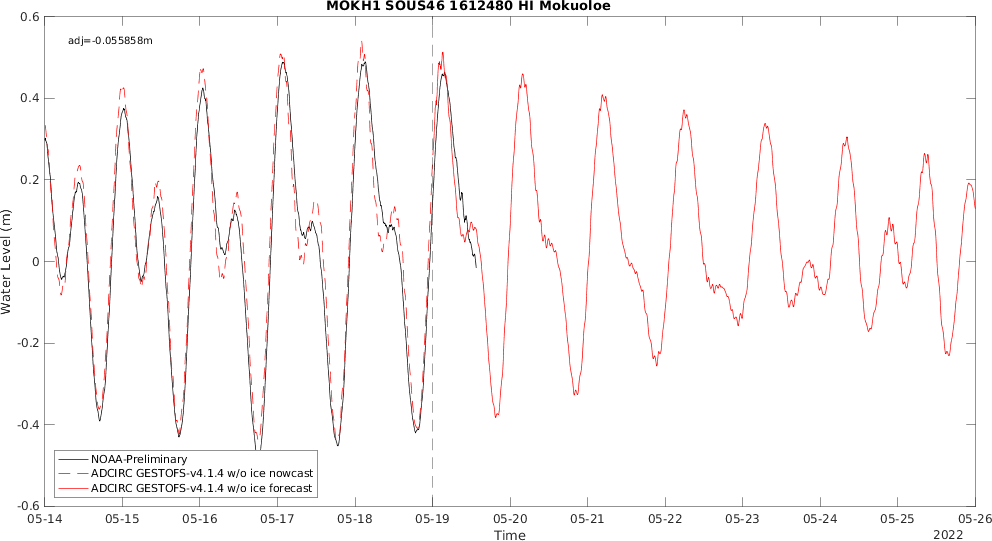 MOKH1 SOUS46 1612480 HI Mokuoloe
adj=-0.055858m
0.6
0.4
0.2
0
-0.2
-0.4
-0.6
Water Level (m)
NOAA-Preliminary
ADCIRC GESTOFS-v4.1.4 w/o ice nowcast
ADCIRC GESTOFS-v4.1.4 w/o ice forecast
05-14 05-15 05-16 05-17 05-18 05-19 05-20 05-21 05-22 05-23 05-24 05-25 05-26
Time
2022